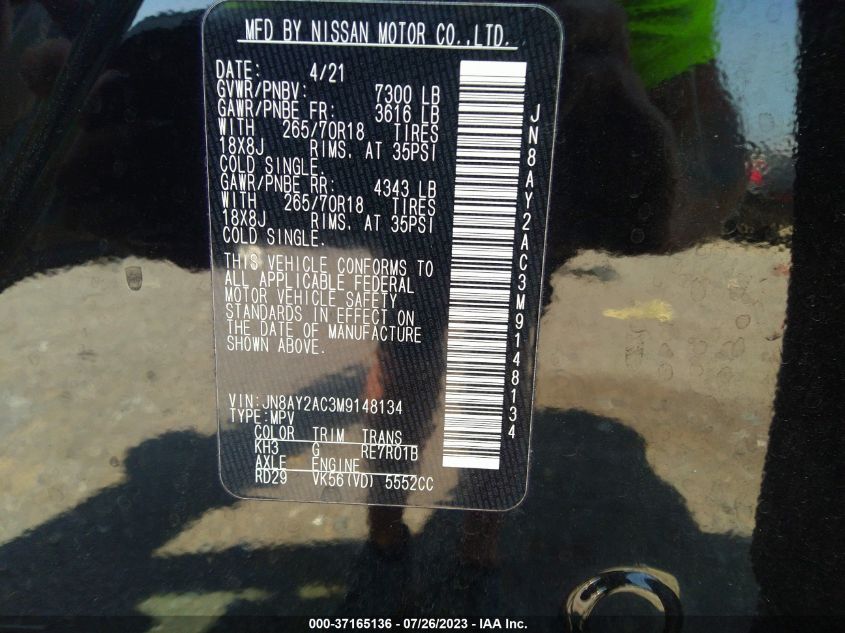 MFD BY NISSAN MOTOR CO.,LTD.
DATE: 4/21
GVWR/PNBV: 7300 LB
GAWR/PNBE FR: 3616 LB
WITH 265/70R18 TIRES
18X8J RIMS. AT 35PSI
COLD SINGLE.
GAWR/PNBE RR: 4343 LB
WITH 265/70R18 TIRES
18X8J RIMS. AT 35PSI
COLD SINGLE.
THIS VEHICLE CONFORMS TO
ALL APPLICABLE FEDERAL
MOTOR VEHICLE SAFETY
STANDARDS IN EFFECT ON
THE DATE OF MANUFACTURE
SHOWN ABOVE.
VIN:JN8AY2AC3M9148134
TYPE:MPV
COLOR TRIM TRANS
KH3 G RE7R01B
AXLE ENGINE
RD29 VK56(VD) 5552CC
JN8AY2AC3M9148134
000-37165136 - 07/26/2023 - IAA Inc.